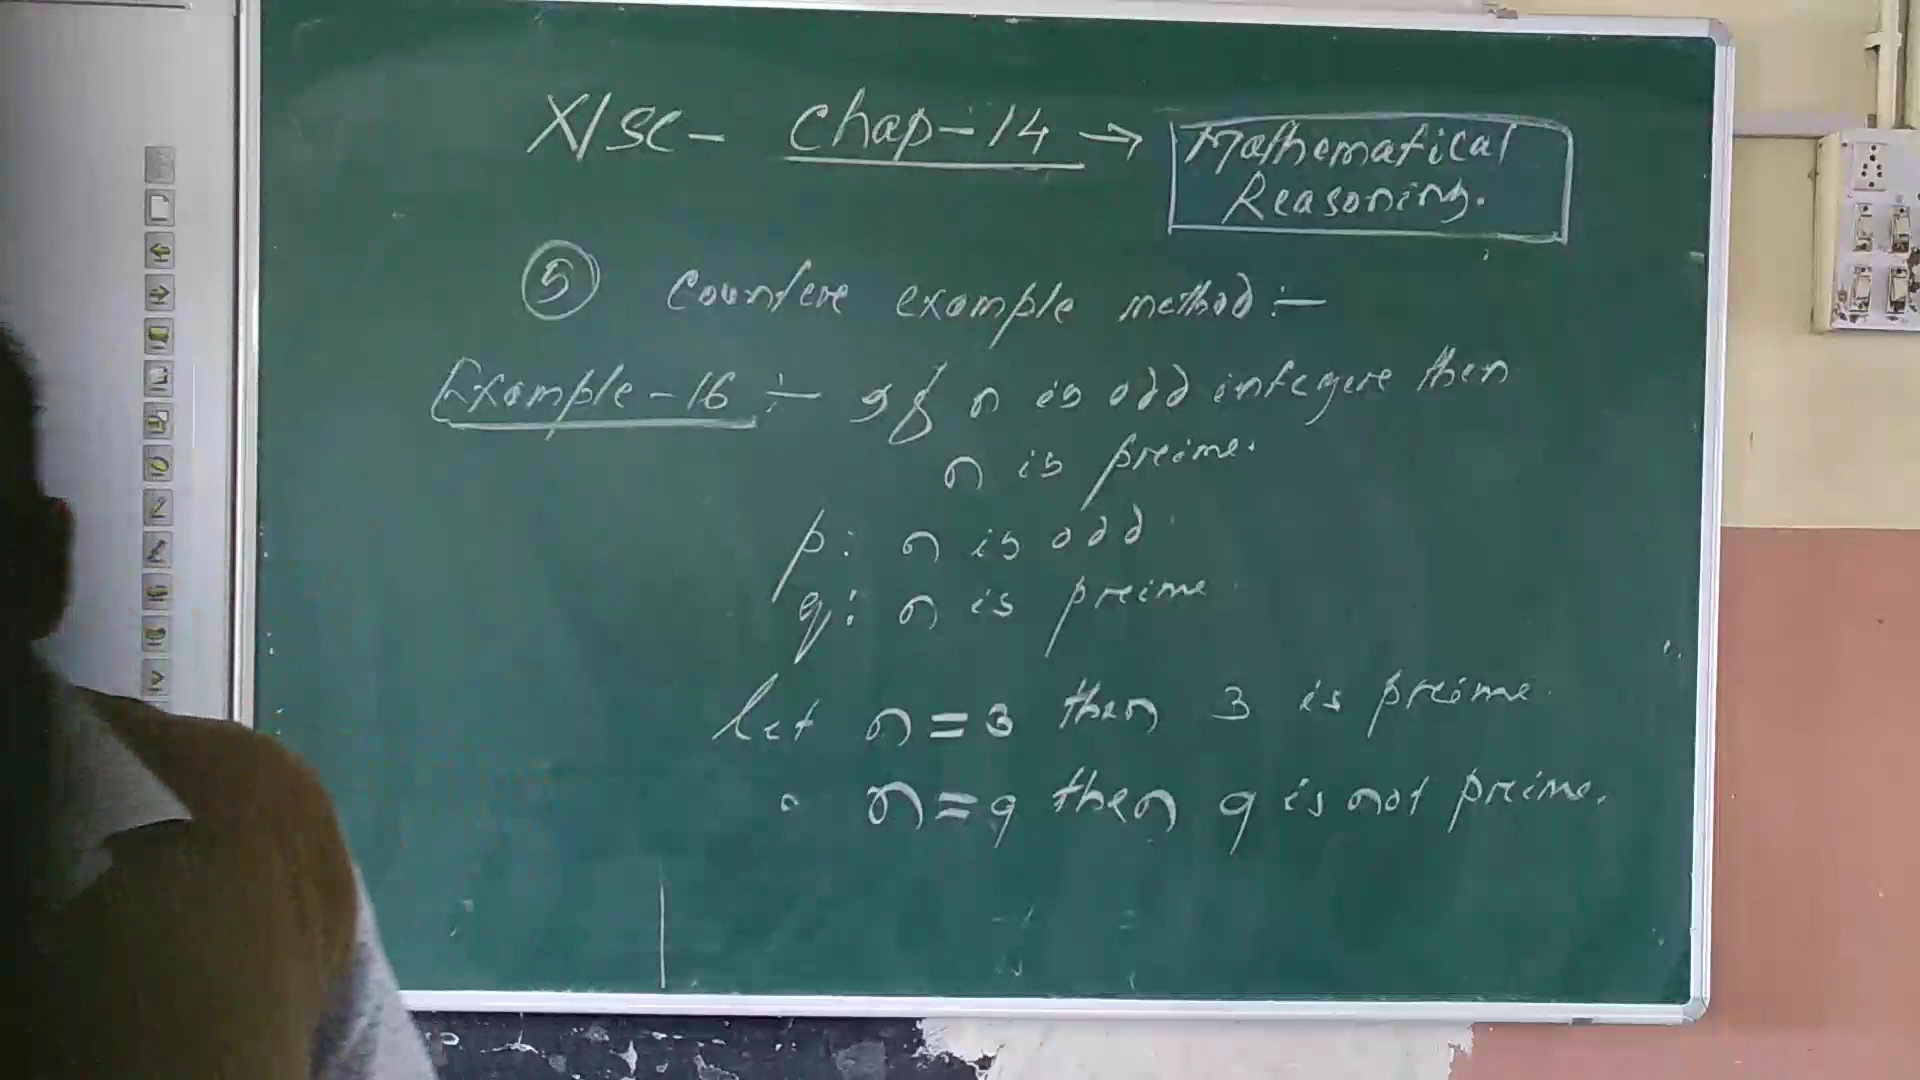 XI SC - Chap-14 → Mathematical Reasoning.
5 Countere example method :-
Example-16 :- If n is odd integere then
n is preime.
p: n is odd
q: n is preime
Let n=3 then 3 is preime.
n=9 then 9 is not preime.